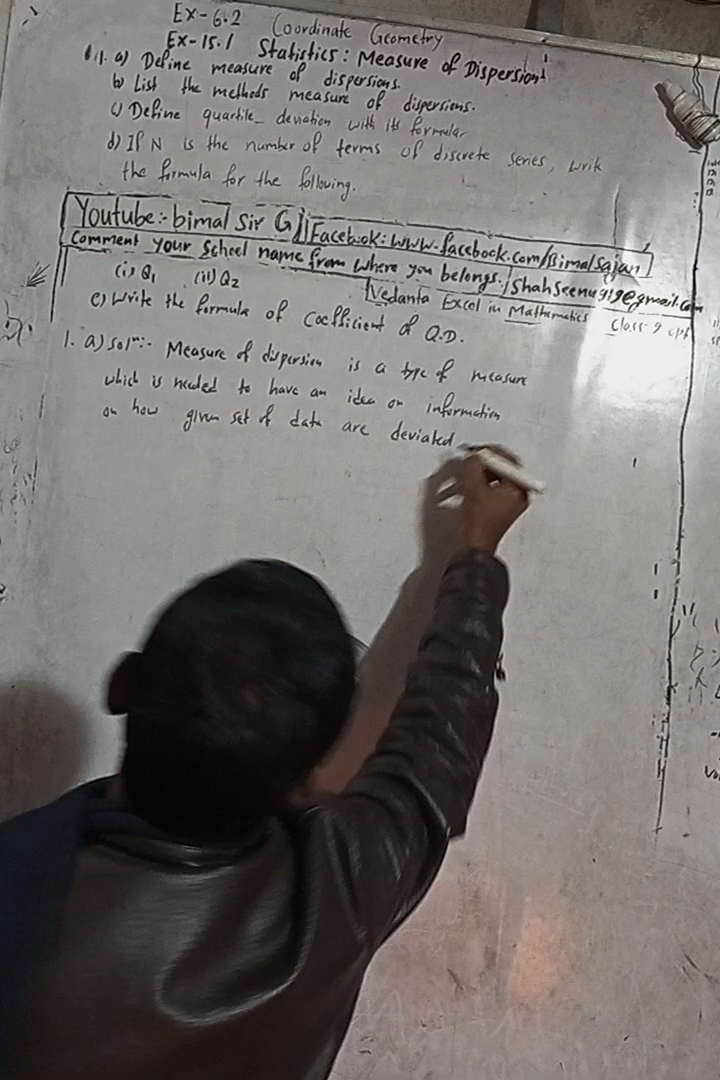 Ex-6.2 Coordinate Geometry
Ex-15.1 Statistics: Measure of Dispersion
1. a) Define measure of dispersions.
b) List the methods measure of dispersions.
c) Define quartile deviation with its formula
d) If N is the number of terms of discrete series, write
the formula for the following.
Youtube:- bimal Sir G Facebook: www.facebook.com/Bimalsajan
Comment your School name from where you belongs. / Shahseenu919@gmail.com
(i) Q1 (ii) Q2
Vedanta Excel in Mathematics Class-9 opt
e) Write the formula of coefficient of Q.D.
1. a) solⁿ:- Measure of dispersion is a type of measure
which is needed to have an idea or information
on how given set of data are deviated